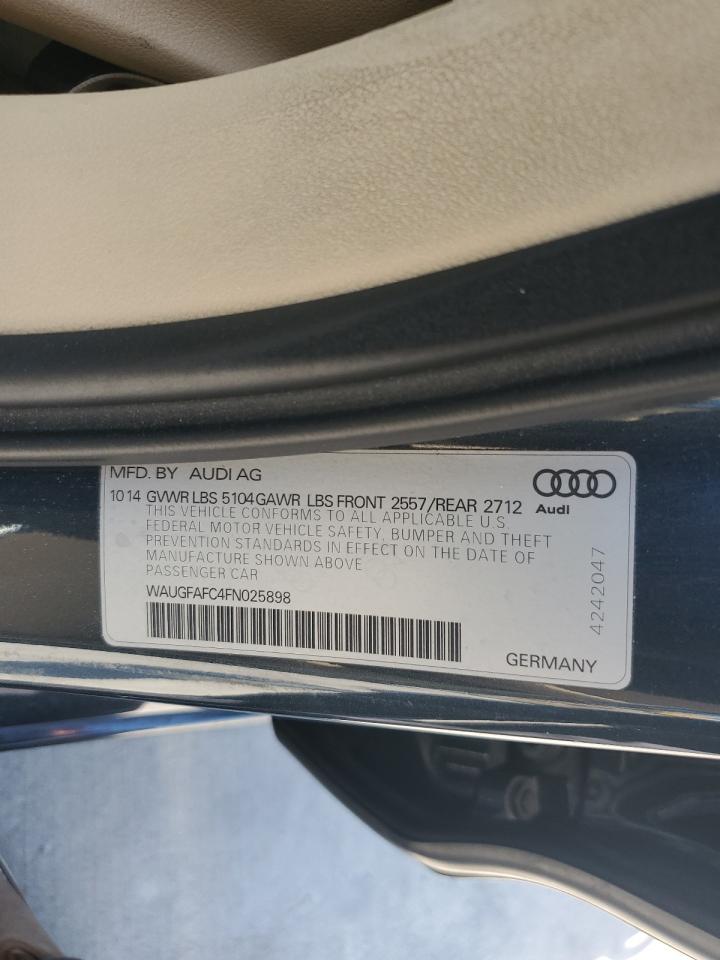 MFD. BY AUDI AG
10 14 GVWR LBS 5104 GAWR LBS FRONT 2557/REAR 2712
Audi
THIS VEHICLE CONFORMS TO ALL APPLICABLE U.S.
FEDERAL MOTOR VEHICLE SAFETY, BUMPER AND THEFT
PREVENTION STANDARDS IN EFFECT ON THE DATE OF
MANUFACTURE SHOWN ABOVE
PASSENGER CAR
WAUGFAFC4FN025898
4242047
GERMANY